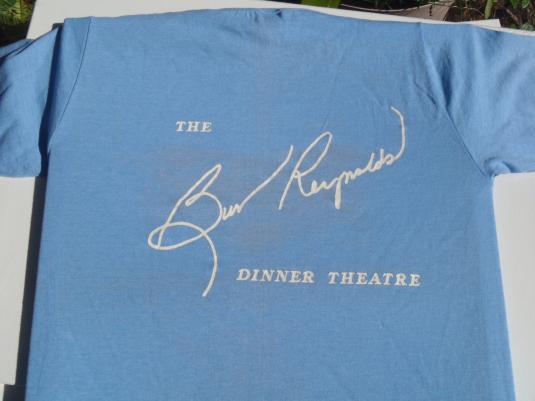 THE
Burt Reynolds
DINNER THEATRE